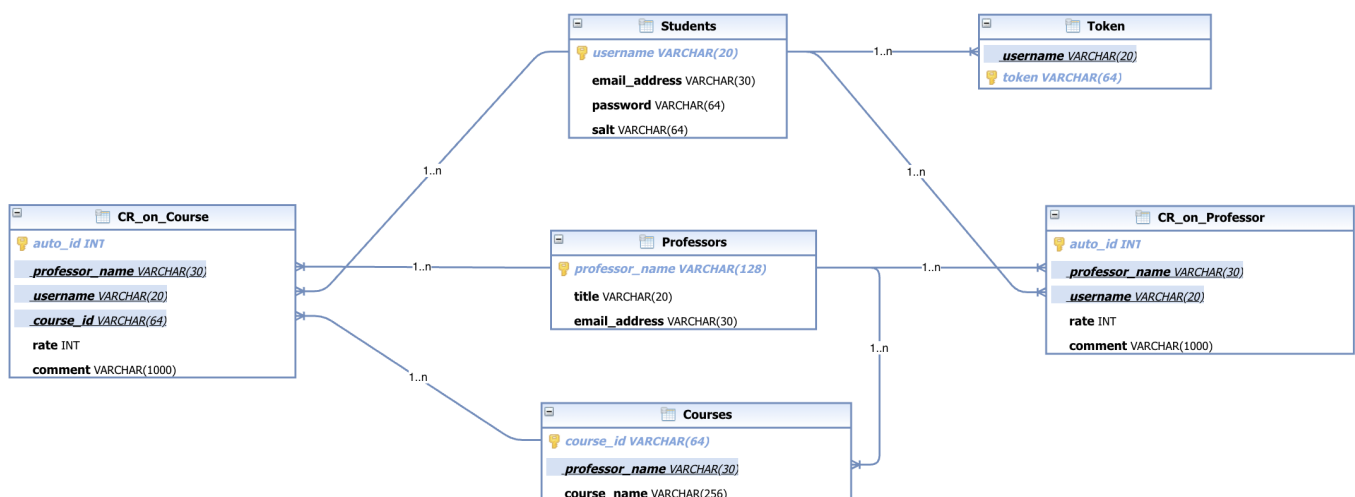 Students
username VARCHAR(20)
email_address VARCHAR(30)
password VARCHAR(64)
salt VARCHAR(64)
1..n
Token
username VARCHAR(20)
token VARCHAR(64)
1..n
1..n
CR_on_Course
auto_id INT
professor_name VARCHAR(30)
username VARCHAR(20)
course_id VARCHAR(64)
rate INT
comment VARCHAR(1000)
1..n
Professors
professor_name VARCHAR(128)
title VARCHAR(20)
email_address VARCHAR(30)
1..n
CR_on_Professor
auto_id INT
professor_name VARCHAR(30)
username VARCHAR(20)
rate INT
comment VARCHAR(1000)
1..n
1..n
Courses
course_id VARCHAR(64)
professor_name VARCHAR(30)
course_name VARCHAR(256)